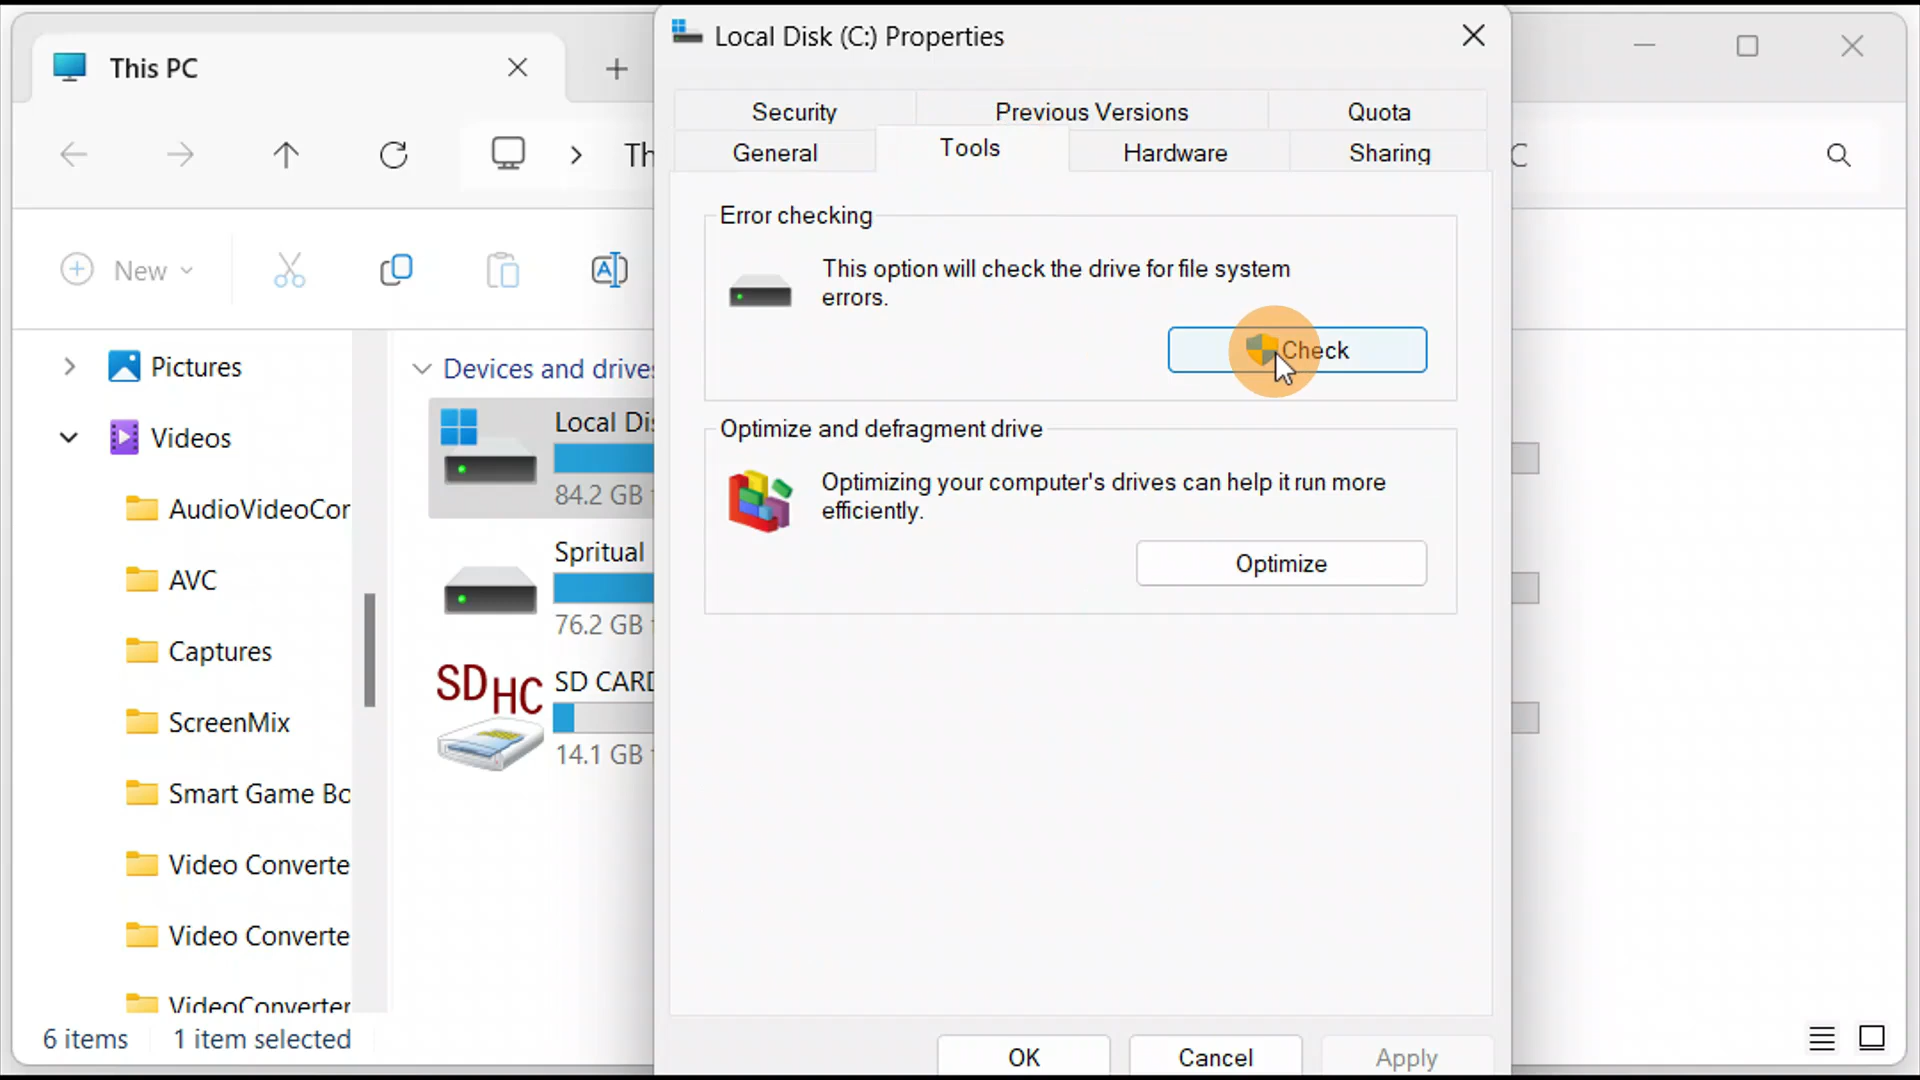 This PC
New
Pictures
Videos
AudioVideoCor
AVC
Captures
ScreenMix
Smart Game Bo
Video Converte
Video Converte
VideoConverter
6 items
1 item selected
Th
Devices and drives
Local Dis
84.2 GB
Spritual
76.2 GB
SD HC
SD CARD
14.1 GB
Local Disk (C:) Properties
Security
Previous Versions
Quota
General
Tools
Hardware
Sharing
Error checking
This option will check the drive for file system
errors.
Check
Optimize and defragment drive
Optimizing your computer's drives can help it run more
efficiently.
Optimize
OK
Cancel
Apply
C